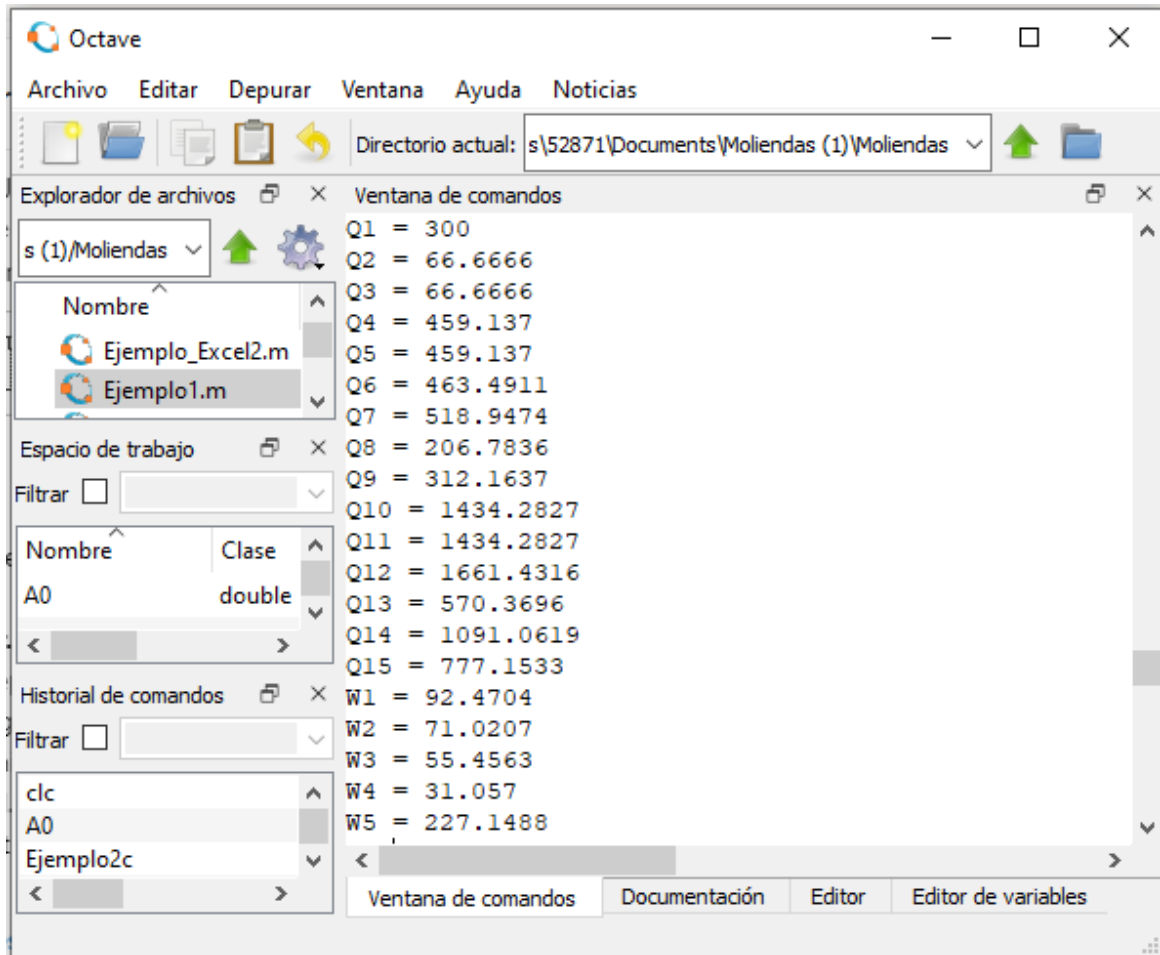 Octave
Archivo Editar Depurar Ventana Ayuda Noticias
Directorio actual: s\52871\Documents\Moliendas (1)\Moliendas
Explorador de archivos
s (1)/Moliendas
Nombre
Ejemplo_Excel2.m
Ejemplo1.m
Espacio de trabajo
Filtrar
Nombre Clase
A0 double
Historial de comandos
Filtrar
clc
A0
Ejemplo2c
Ventana de comandos
Q1 = 300
Q2 = 66.6666
Q3 = 66.6666
Q4 = 459.137
Q5 = 459.137
Q6 = 463.4911
Q7 = 518.9474
Q8 = 206.7836
Q9 = 312.1637
Q10 = 1434.2827
Q11 = 1434.2827
Q12 = 1661.4316
Q13 = 570.3696
Q14 = 1091.0619
Q15 = 777.1533
W1 = 92.4704
W2 = 71.0207
W3 = 55.4563
W4 = 31.057
W5 = 227.1488
Ventana de comandos Documentación Editor Editor de variables